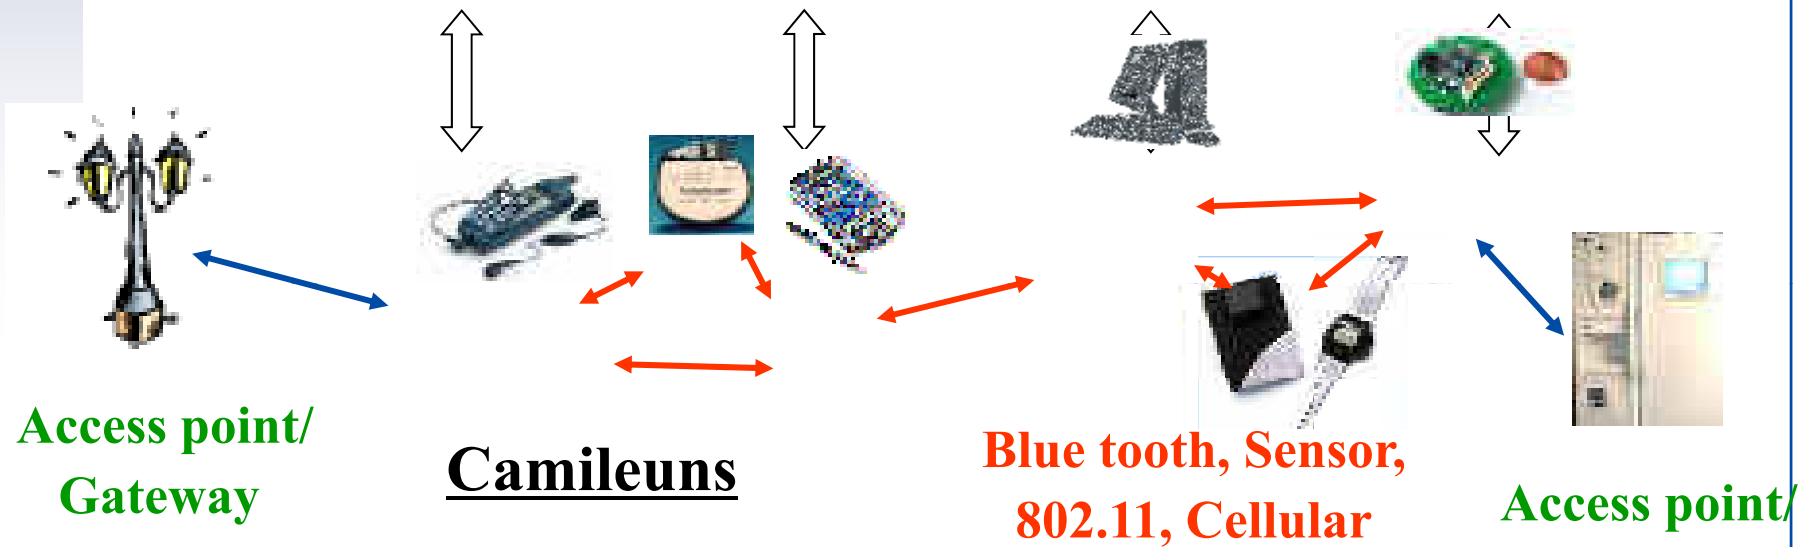 Access point/
Gateway
Camileuns
Blue tooth, Sensor,
802.11, Cellular
Access point/